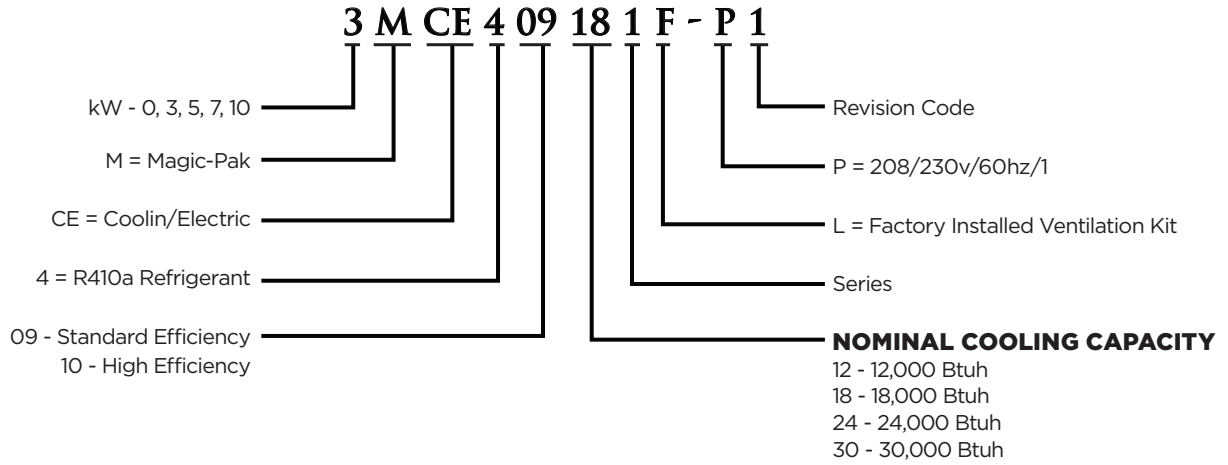 3 M CE 4 09 18 1 F - P 1
kW - 0, 3, 5, 7, 10
M = Magic-Pak
CE = Coolin/Electric
4 = R410a Refrigerant
09 - Standard Efficiency
10 - High Efficiency
Revision Code
P = 208/230v/60hz/1
L = Factory Installed Ventilation Kit
Series
NOMINAL COOLING CAPACITY
12 - 12,000 Btuh
18 - 18,000 Btuh
24 - 24,000 Btuh
30 - 30,000 Btuh